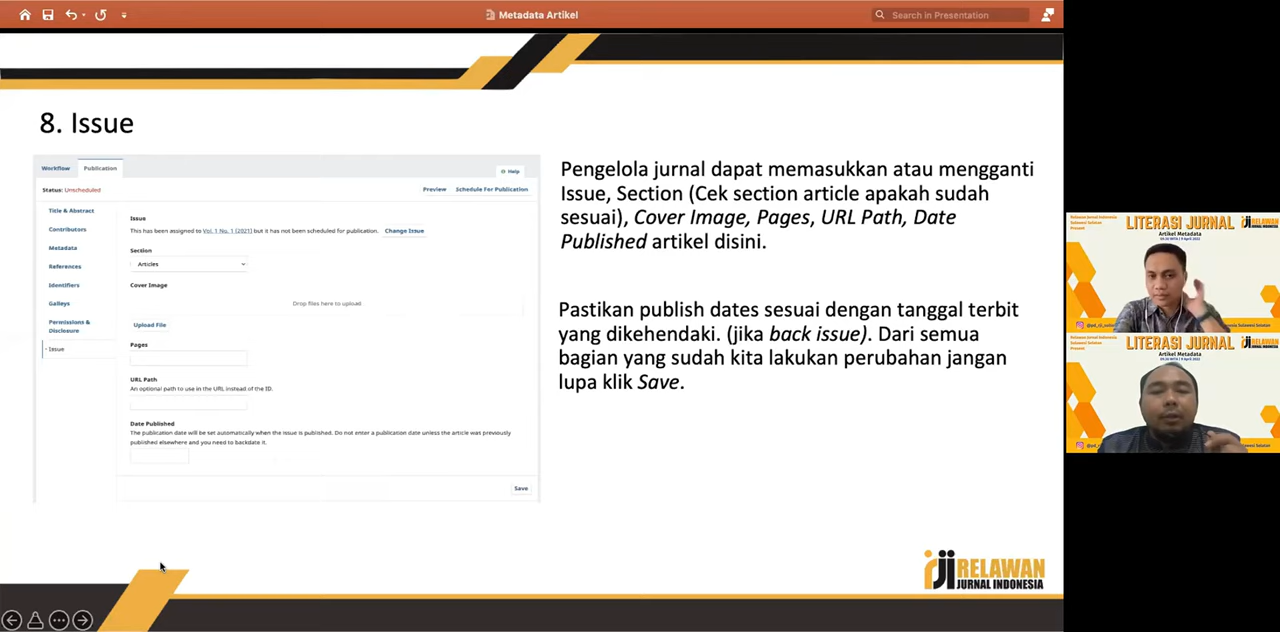 Metadata Artikel
Search in Presentation
8. Issue
Workflow
Publication
Help
Status: Unscheduled
Preview
Schedule For Publication
Title & Abstract
Contributors
Metadata
References
Identifiers
Galleys
Permissions &
Disclosure
Issue
Issue
This has been assigned to Vol. 1 No. 1 (2021) but it has not been scheduled for publication.
Change Issue
Section
Articles
Cover Image
Drop files here to upload
Upload File
Pages
URL Path
An optional path to use in the URL instead of the ID.
Date Published
The publication date will be set automatically when the issue is published. Do not enter a publication date unless the article was previously
published elsewhere and you need to backdate it.
Save
Pengelola jurnal dapat memasukkan atau mengganti
Issue, Section (Cek section article apakah sudah
sesuai), Cover Image, Pages, URL Path, Date
Published artikel disini.
Pastikan publish dates sesuai dengan tanggal terbit
yang dikehendaki. (jika back issue). Dari semua
bagian yang sudah kita lakukan perubahan jangan
lupa klik Save.
RELAWAN
JURNAL INDONESIA
Relawan Jurnal Indonesia
LITERASI JURNAL
Artikel Metadata
LITERASI JURNAL
Artikel Metadata